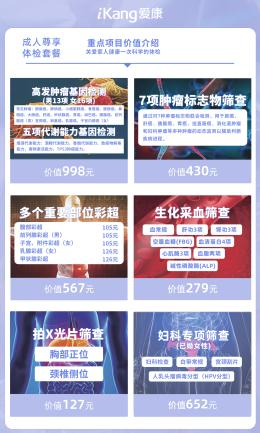 iKang爱康
成人尊享
体检套餐
重点项目价值介绍
关爱家人健康一次科学的体检
高发肿瘤基因检测
(男13项 女16项)
五项代谢能力基因检测
价值998元
7项肿瘤标志物筛查
价值430元
多个重要部位彩超
腹部彩超 105元
前列腺彩超（男） 105元
子宫、附件彩超（女） 105元
乳腺彩超（女） 126元
甲状腺彩超 126元
价值567元
生化采血筛查
血常规 肝功3项 肾功3项
空腹血糖(FBG) 血清蛋白4项
心肌酶3项 血脂两项
碱性磷酸酶(ALP)
价值279元
拍X光片筛查
胸部正位
颈椎侧位
价值127元
妇科专项筛查
(已婚女性)
妇科检查 白带常规 宫颈刮片
人乳头瘤病毒分型（HPV分型）
价值652元